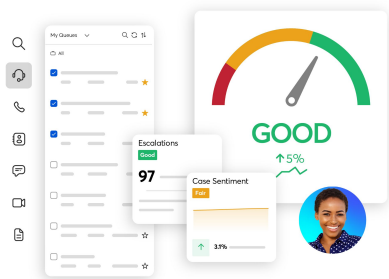 My Queues
All
GOOD
5%
Escalations
Good
97
Case Sentiment
Fair
3.1%